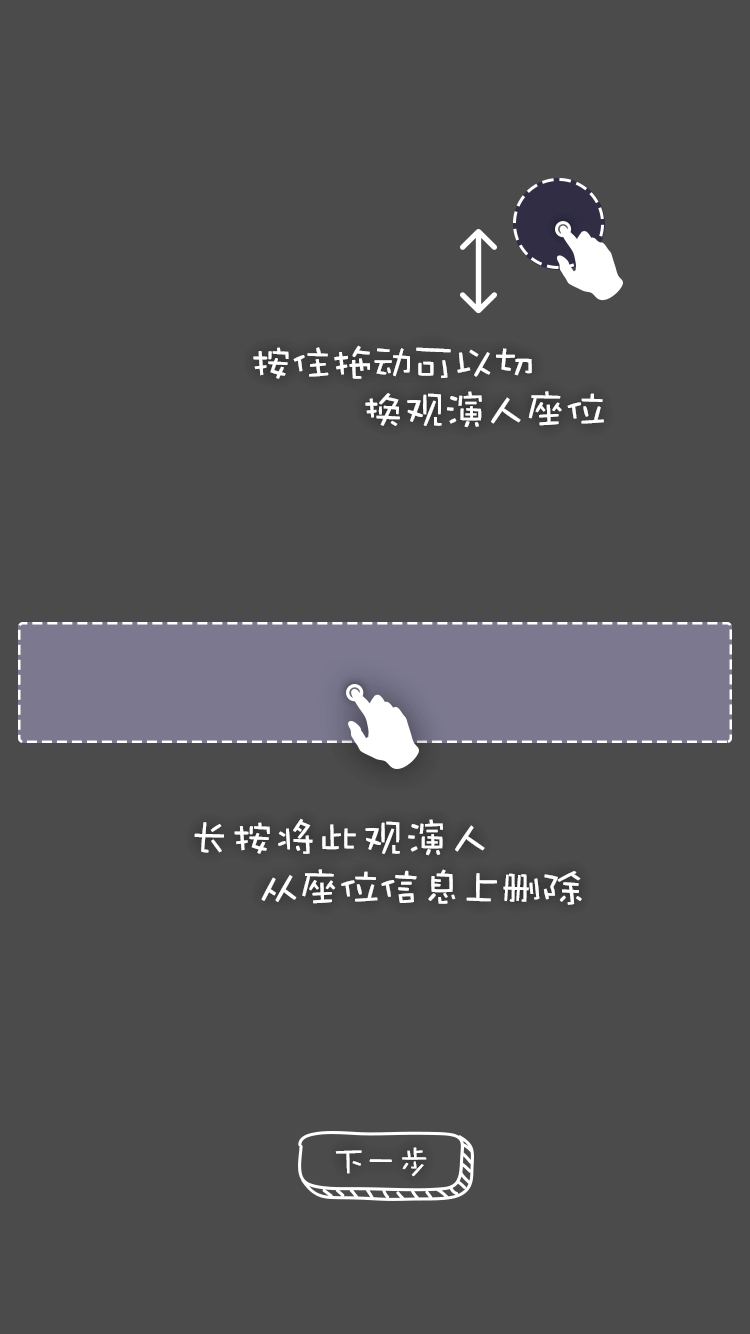 按住拖动可以切
换观演人座位
长按将此观演人
从座位信息上删除
下一步